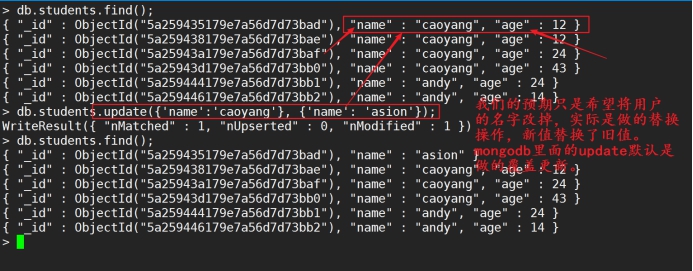 > db.students.find();
{ "_id" : ObjectId("5a259435179e7a56d7d73bad"), "name" : "caoyang", "age" : 12 }
{ "_id" : ObjectId("5a259438179e7a56d7d73bae"), "name" : "caoyang", "age" : 12 }
{ "_id" : ObjectId("5a25943a179e7a56d7d73baf"), "name" : "caoyang", "age" : 24 }
{ "_id" : ObjectId("5a25943d179e7a56d7d73bb0"), "name" : "caoyang", "age" : 43 }
{ "_id" : ObjectId("5a259444179e7a56d7d73bb1"), "name" : "andy", "age" : 24 }
{ "_id" : ObjectId("5a259446179e7a56d7d73bb2"), "name" : "andy", "age" : 14 }
> db.students.update({'name':'caoyang'}, {'name': 'asion'});
WriteResult({ "nMatched" : 1, "nUpserted" : 0, "nModified" : 1 })
> db.students.find();
{ "_id" : ObjectId("5a259435179e7a56d7d73bad"), "name" : "asion" }
{ "_id" : ObjectId("5a259438179e7a56d7d73bae"), "name" : "caoyang", "age" : 12 }
{ "_id" : ObjectId("5a25943a179e7a56d7d73baf"), "name" : "caoyang", "age" : 24 }
{ "_id" : ObjectId("5a25943d179e7a56d7d73bb0"), "name" : "caoyang", "age" : 43 }
{ "_id" : ObjectId("5a259444179e7a56d7d73bb1"), "name" : "andy", "age" : 24 }
{ "_id" : ObjectId("5a259446179e7a56d7d73bb2"), "name" : "andy", "age" : 14 }
>
我们的预期只是希望将用户
的名字改掉，实际是做的替换
操作，新值替换了旧值。
mongodb里面的update默认是
做的覆盖更新。